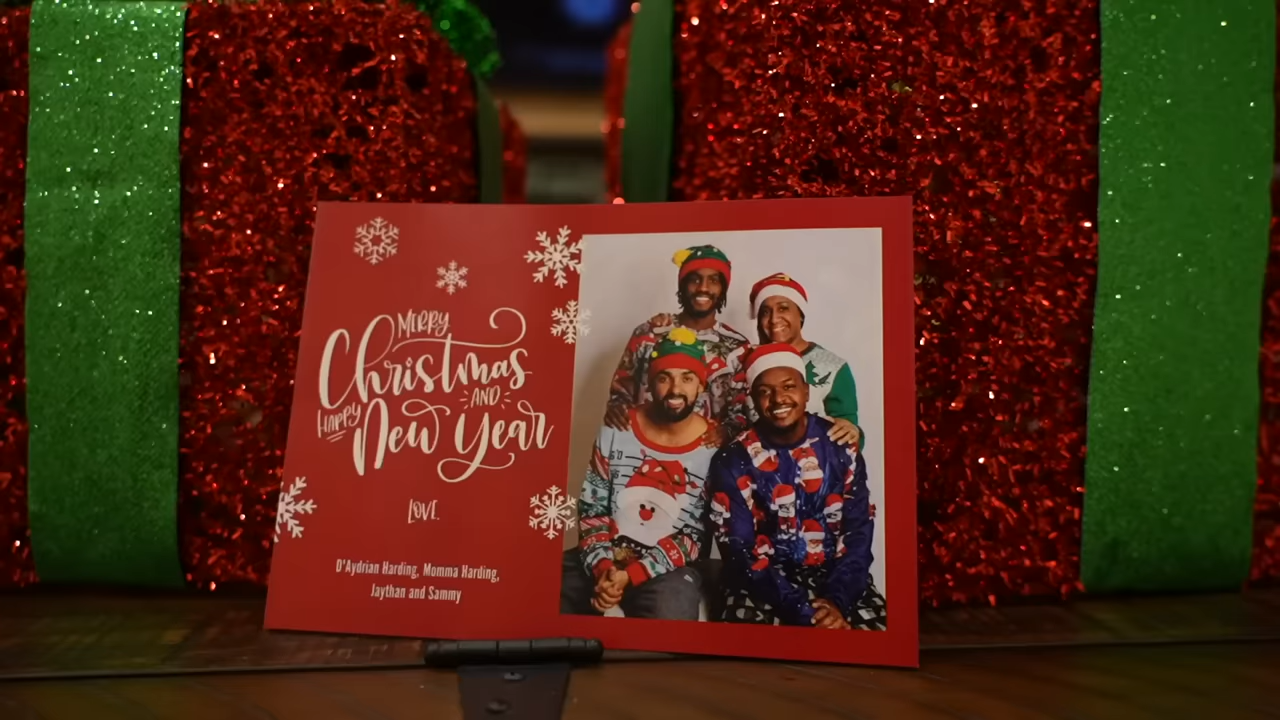 MERRY
Christmas
AND
HAPPY
New Year
LOVE,
D'Aydrian Harding, Momma Harding,
Jaythan and Sammy